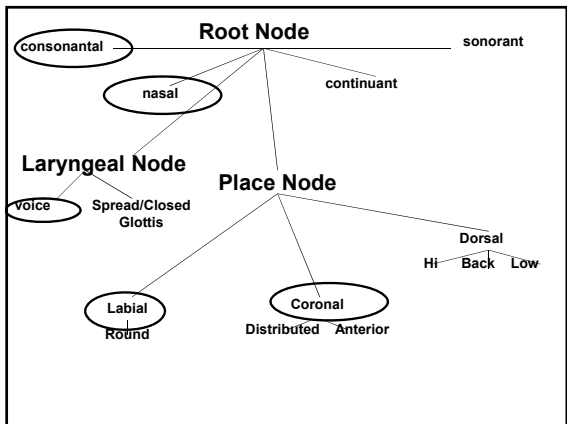 Root Node
consonantal
sonorant
continuant
nasal
Laryngeal Node
Place Node
voice
Spread/Closed
Glottis
Dorsal
Hi Back Low
Labial
Coronal
Round
Distributed Anterior